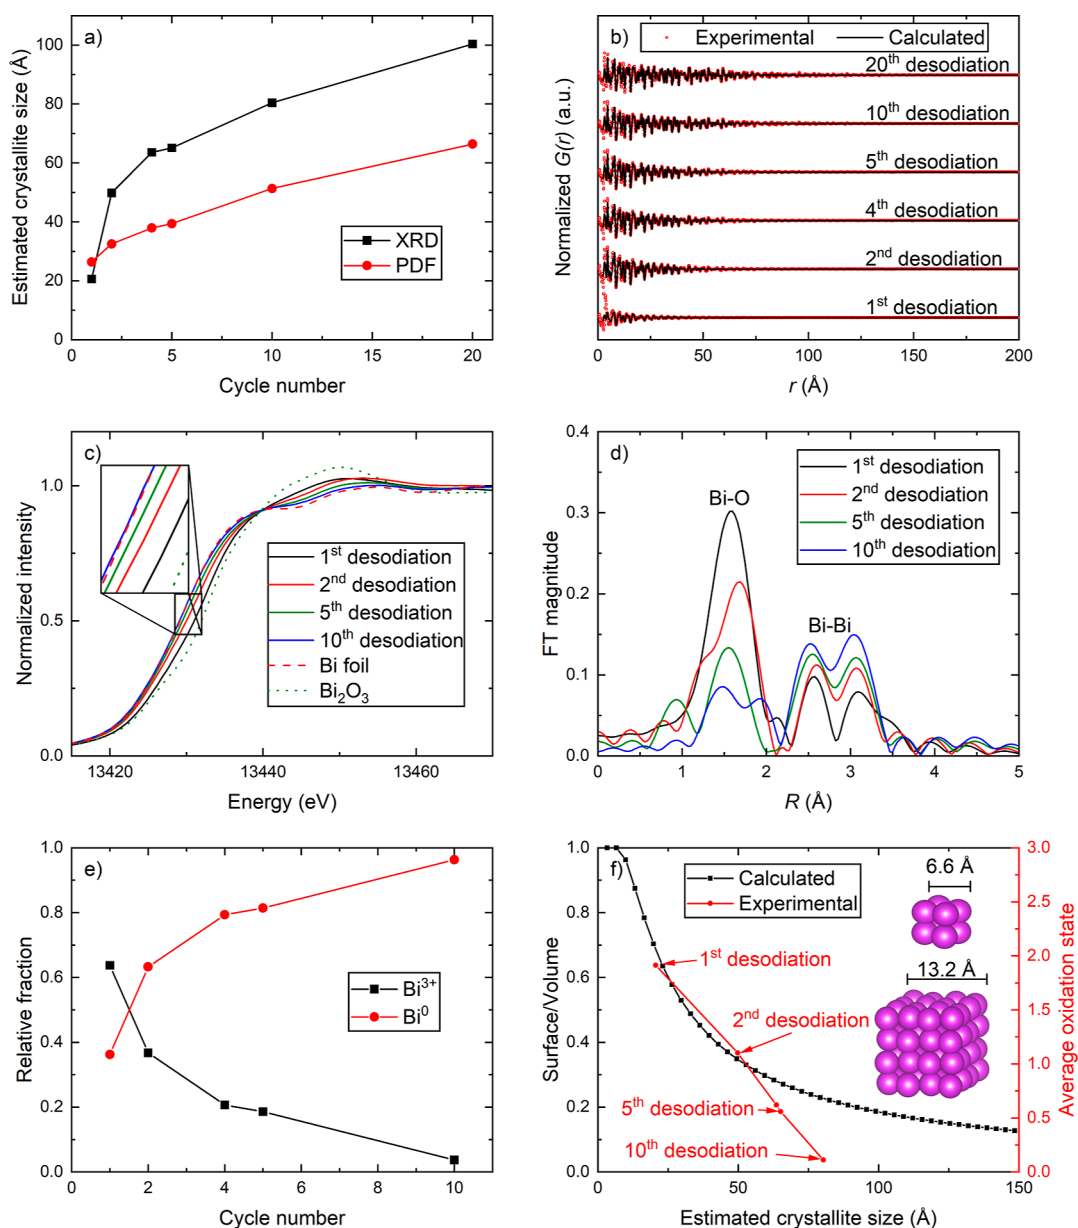 a)
Estimated crystallite size (Å)
100
80
60
40
20
0
XRD
PDF
0 5 10 15 20
Cycle number
b)
Experimental Calculated
Normalized G(r) (a.u.)
20th desodiation
10th desodiation
5th desodiation
4th desodiation
2nd desodiation
1st desodiation
0 50 100 150 200
r (Å)
c)
Normalized intensity
1.0
0.5
0.0
1st desodiation
2nd desodiation
5th desodiation
10th desodiation
Bi foil
Bi2O3
13420 13440 13460
Energy (eV)
d)
FT magnitude
0.4
0.3
0.2
0.1
0.0
1st desodiation
2nd desodiation
5th desodiation
10th desodiation
Bi-O
Bi-Bi
0 1 2 3 4 5
R (Å)
e)
Relative fraction
1.0
0.8
0.6
0.4
0.2
0.0
Bi3+
Bi0
0 2 4 6 8 10
Cycle number
f)
Surface/Volume
1.0
0.8
0.6
0.4
0.2
0.0
Calculated
Experimental
6.6 Å
13.2 Å
1st desodiation
2nd desodiation
5th desodiation
10th desodiation
3.0
2.5
2.0
1.5
1.0
0.5
0.0
Average oxidation state
0 50 100 150
Estimated crystallite size (Å)